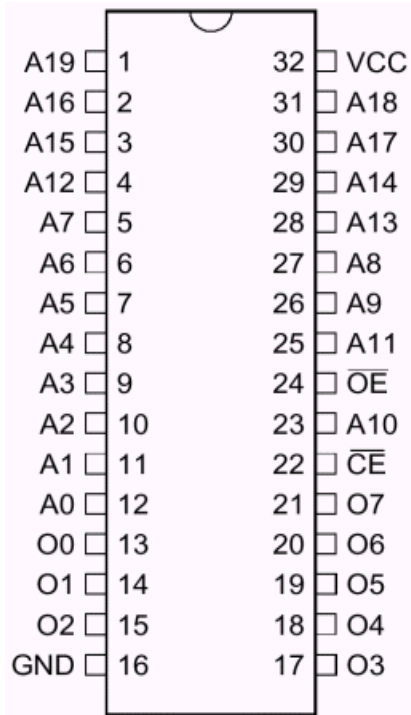 A19 1 32 VCC
A16 2 31 A18
A15 3 30 A17
A12 4 29 A14
A7 5 28 A13
A6 6 27 A8
A5 7 26 A9
A4 8 25 A11
A3 9 24 O̅E̅
A2 10 23 A10
A1 11 22 C̅E̅
A0 12 21 O7
O0 13 20 O6
O1 14 19 O5
O2 15 18 O4
GND 16 17 O3